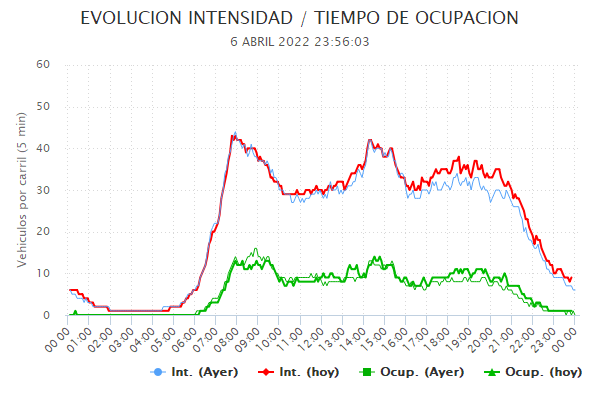 EVOLUCION INTENSIDAD / TIEMPO DE OCUPACION
6 ABRIL 2022 23:56:03
Vehiculos por carril (5 min)
60
50
40
30
20
10
0
00:00 01:00 02:00 03:00 04:00 05:00 06:00 07:00 08:00 09:00 10:00 11:00 12:00 13:00 14:00 15:00 16:00 17:00 18:00 19:00 20:00 21:00 22:00 23:00 00:00
Int. (Ayer) Int. (hoy) Ocup. (Ayer) Ocup. (hoy)